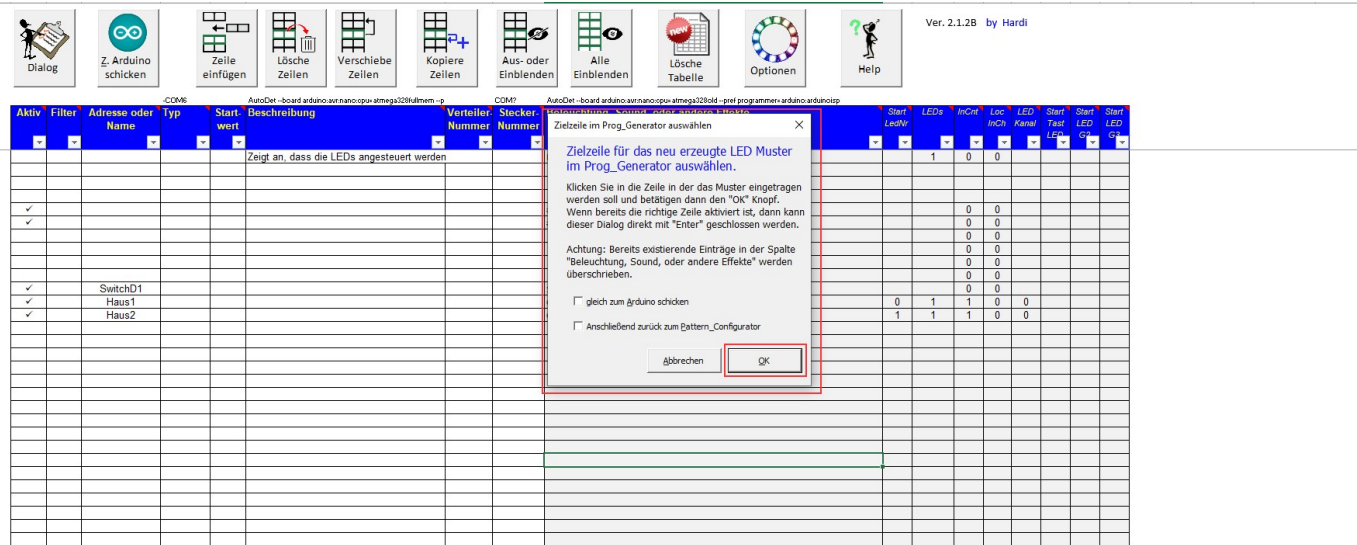 Dialog
Z. Arduino
schicken
Zeile
einfügen
Lösche
Zeilen
Verschiebe
Zeilen
Kopiere
Zeilen
Aus- oder
Einblenden
Alle
Einblenden
new
Lösche
Tabelle
Optionen
?
Help
Ver. 2.1.2B by Hardi
-COM6 AutoDet --board arduino:avr:nano:cpu=atmega328fullmem --p COM? AutoDet --board arduino:avr:nano:cpu=atmega328old --pref programmer=arduino:arduinoisp
Aktiv Filter Adresse oder Name Typ Start- wert Beschreibung Verteiler- Nummer Stecker- Nummer Beleuchtung, Sound, oder andere Effekte Start LedNr LEDs InCnt Loc InCh LED Kanal Start Tast LED Start LED G2 Start LED G3
Zeigt an, dass die LEDs angesteuert werden 1 0 0
✓ 0 0
✓ 0 0
0 0
0 0
0 0
0 0
✓ SwitchD1 0 0
✓ Haus1 0 1 1 0 0
✓ Haus2 1 1 1 0 0
Zielzeile im Prog_Generator auswählen
Zielzeile für das neu erzeugte LED Muster
im Prog_Generator auswählen.
Klicken Sie in die Zeile in der das Muster eingetragen
werden soll und betätigen dann den "OK" Knopf.
Wenn bereits die richtige Zeile aktiviert ist, dann kann
dieser Dialog direkt mit "Enter" geschlossen werden.
Achtung: Bereits existierende Einträge in der Spalte
"Beleuchtung, Sound, oder andere Effekte" werden
überschrieben.
gleich zum Arduino schicken
Anschließend zurück zum Pattern_Configurator
Abbrechen
OK